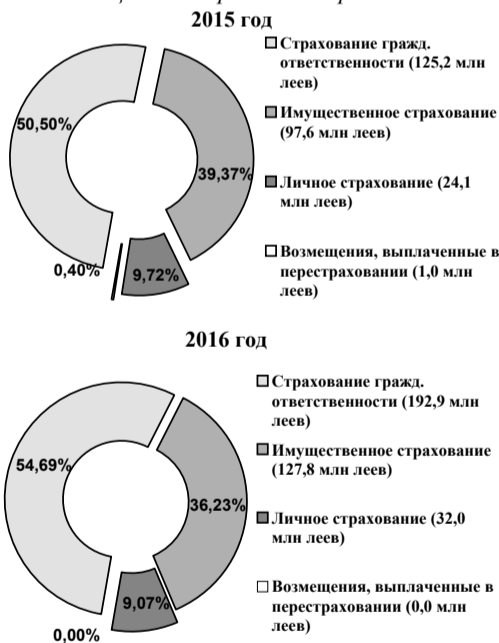 2015 год
50,50%
39,37%
9,72%
0,40%
Страхование гражд.
ответственности (125,2 млн
леев)
Имущественное страхование
(97,6 млн леев)
Личное страхование (24,1
млн леев)
Возмещения, выплаченные в
перестраховании (1,0 млн
леев)
2016 год
54,69%
36,23%
9,07%
0,00%
Страхование гражд.
ответственности (192,9 млн
леев)
Имущественное страхование
(127,8 млн леев)
Личное страхование (32,0
млн леев)
Возмещения, выплаченные в
перестраховании (0,0 млн
леев)